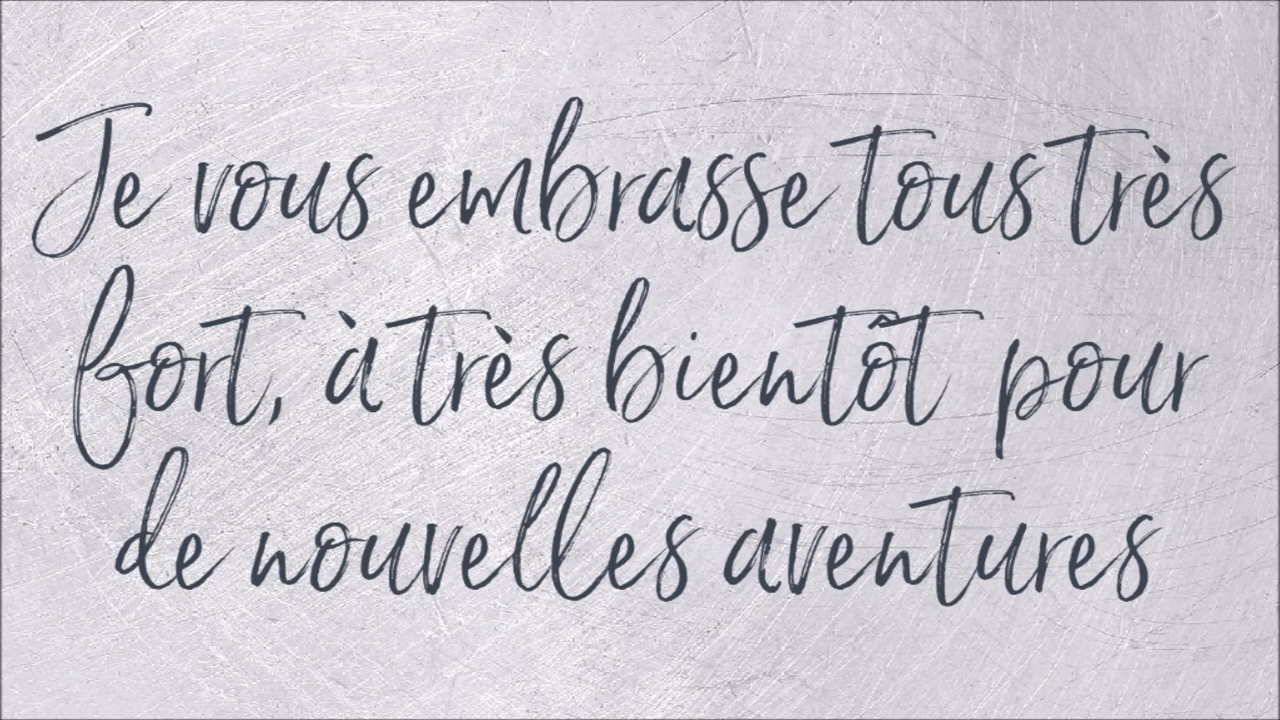 Je vous embrasse tous très
fort, à très bientôt pour
de nouvelles aventures